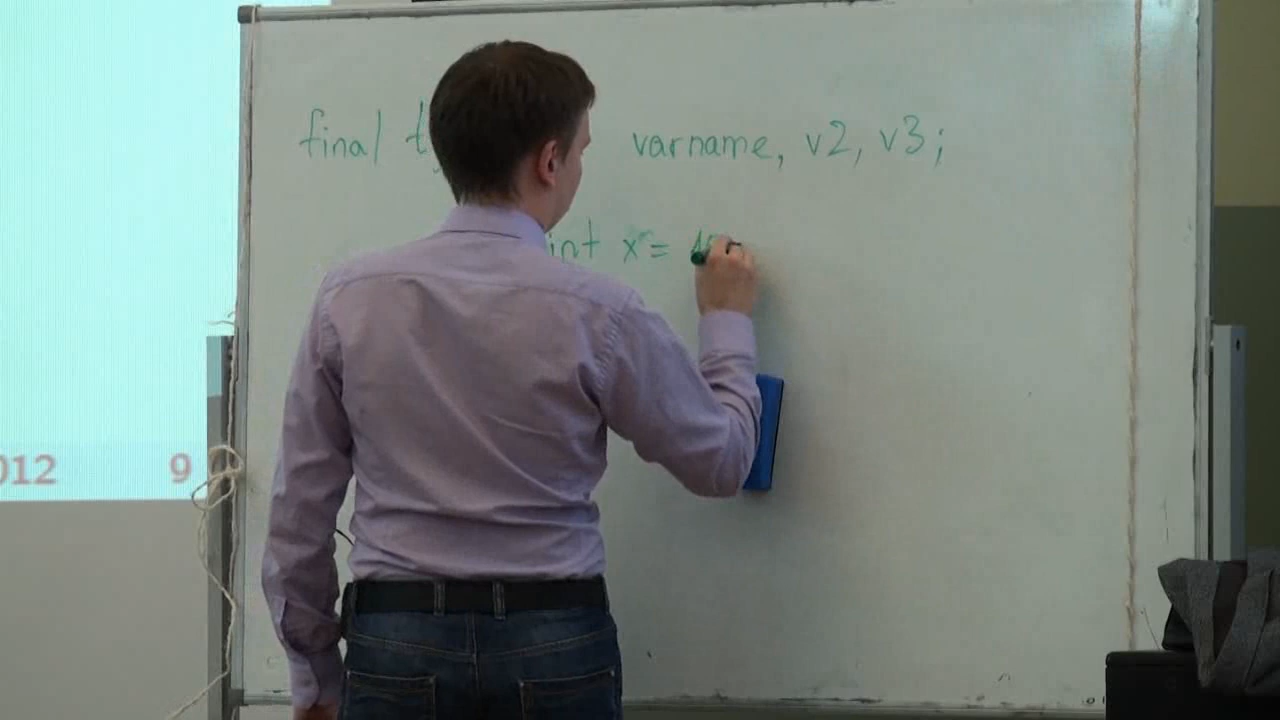 final varname, v2, v3;
int x =
012 9